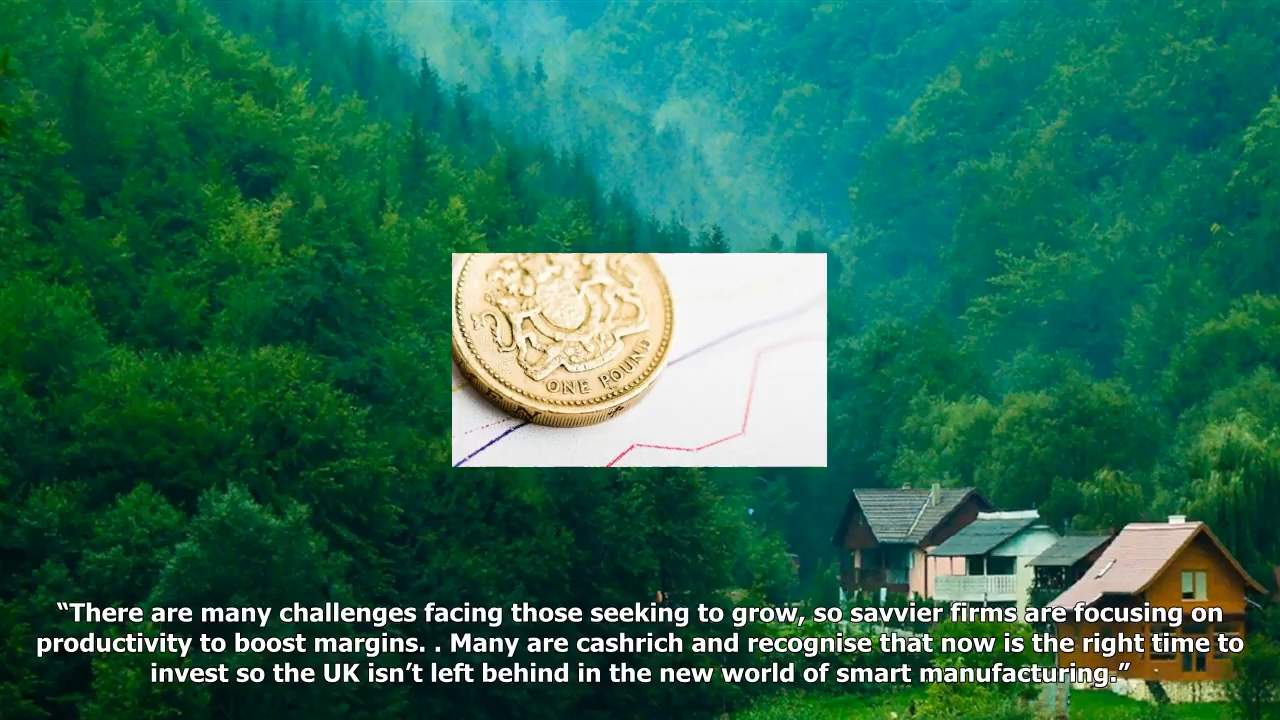 ONE POUND
“There are many challenges facing those seeking to grow, so savvier firms are focusing on
productivity to boost margins. . Many are cashrich and recognise that now is the right time to
invest so the UK isn’t left behind in the new world of smart manufacturing.”